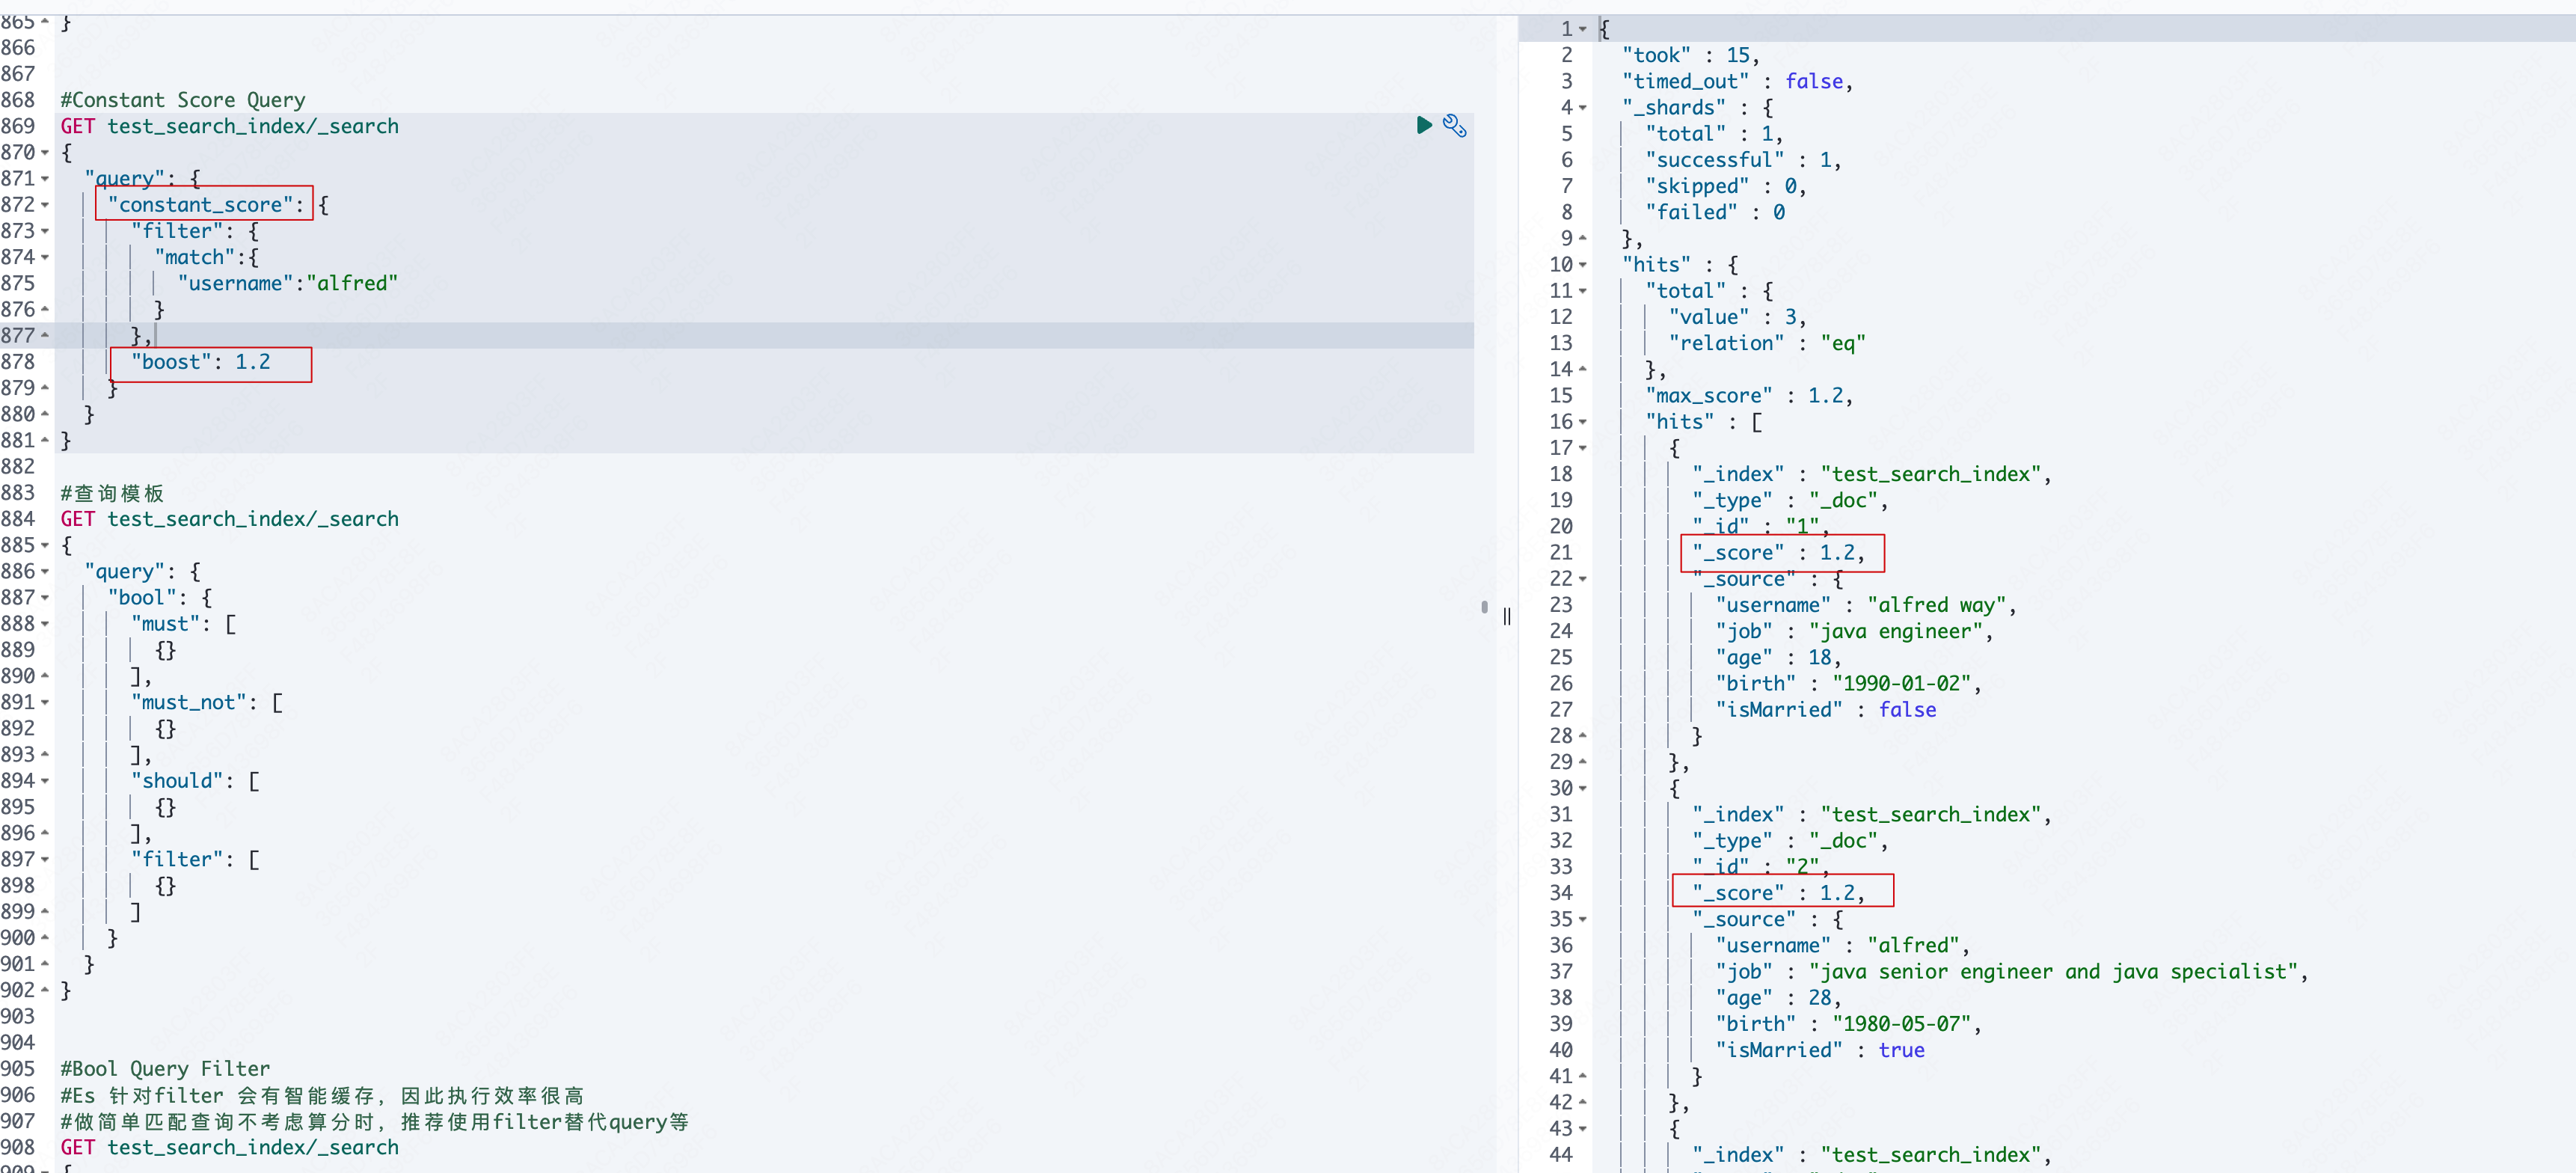 865 }
866
867
868 #Constant Score Query
869 GET test_search_index/_search
870 {
871 "query": {
872 "constant_score": {
873 "filter": {
874 "match":{
875 "username":"alfred"
876 }
877 },
878 "boost": 1.2
879 }
880 }
881 }
882
883 #查询模板
884 GET test_search_index/_search
885 {
886 "query": {
887 "bool": {
888 "must": [
889 {}
890 ],
891 "must_not": [
892 {}
893 ],
894 "should": [
895 {}
896 ],
897 "filter": [
898 {}
899 ]
900 }
901 }
902 }
903
904
905 #Bool Query Filter
906 #Es 针对filter 会有智能缓存，因此执行效率很高
907 #做简单匹配查询不考虑算分时，推荐使用filter替代query等
908 GET test_search_index/_search
909 {
1 {
2 "took" : 15,
3 "timed_out" : false,
4 "_shards" : {
5 "total" : 1,
6 "successful" : 1,
7 "skipped" : 0,
8 "failed" : 0
9 },
10 "hits" : {
11 "total" : {
12 "value" : 3,
13 "relation" : "eq"
14 },
15 "max_score" : 1.2,
16 "hits" : [
17 {
18 "_index" : "test_search_index",
19 "_type" : "_doc",
20 "_id" : "1",
21 "_score" : 1.2,
22 "_source" : {
23 "username" : "alfred way",
24 "job" : "java engineer",
25 "age" : 18,
26 "birth" : "1990-01-02",
27 "isMarried" : false
28 }
29 },
30 {
31 "_index" : "test_search_index",
32 "_type" : "_doc",
33 "_id" : "2",
34 "_score" : 1.2,
35 "_source" : {
36 "username" : "alfred",
37 "job" : "java senior engineer and java specialist",
38 "age" : 28,
39 "birth" : "1980-05-07",
40 "isMarried" : true
41 }
42 },
43 {
44 "_index" : "test_search_index",